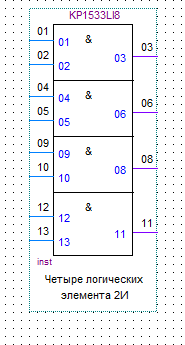 КР1533LI8
01 01 & 03 03
02 02
04 04 & 06 06
05 05
09 09 & 08 08
10 10
12 12 & 11 11
13 13
inst
Четыре логических
элемента 2И